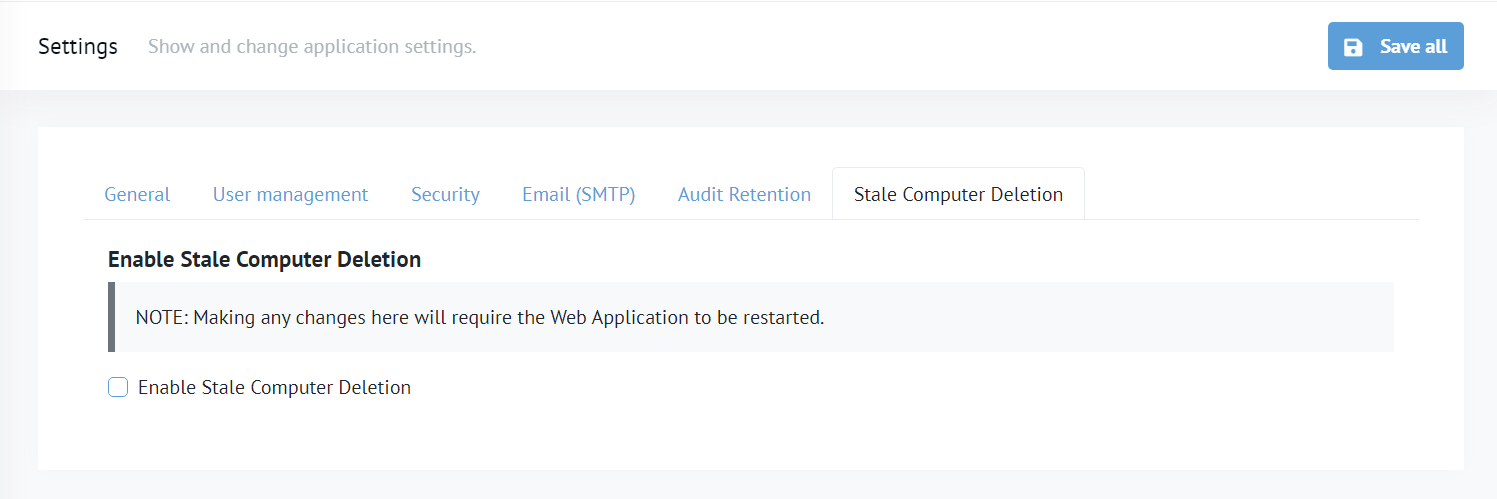 Settings
Show and change application settings.
Save all
General
User management
Security
Email (SMTP)
Audit Retention
Stale Computer Deletion
Enable Stale Computer Deletion
NOTE: Making any changes here will require the Web Application to be restarted.
Enable Stale Computer Deletion